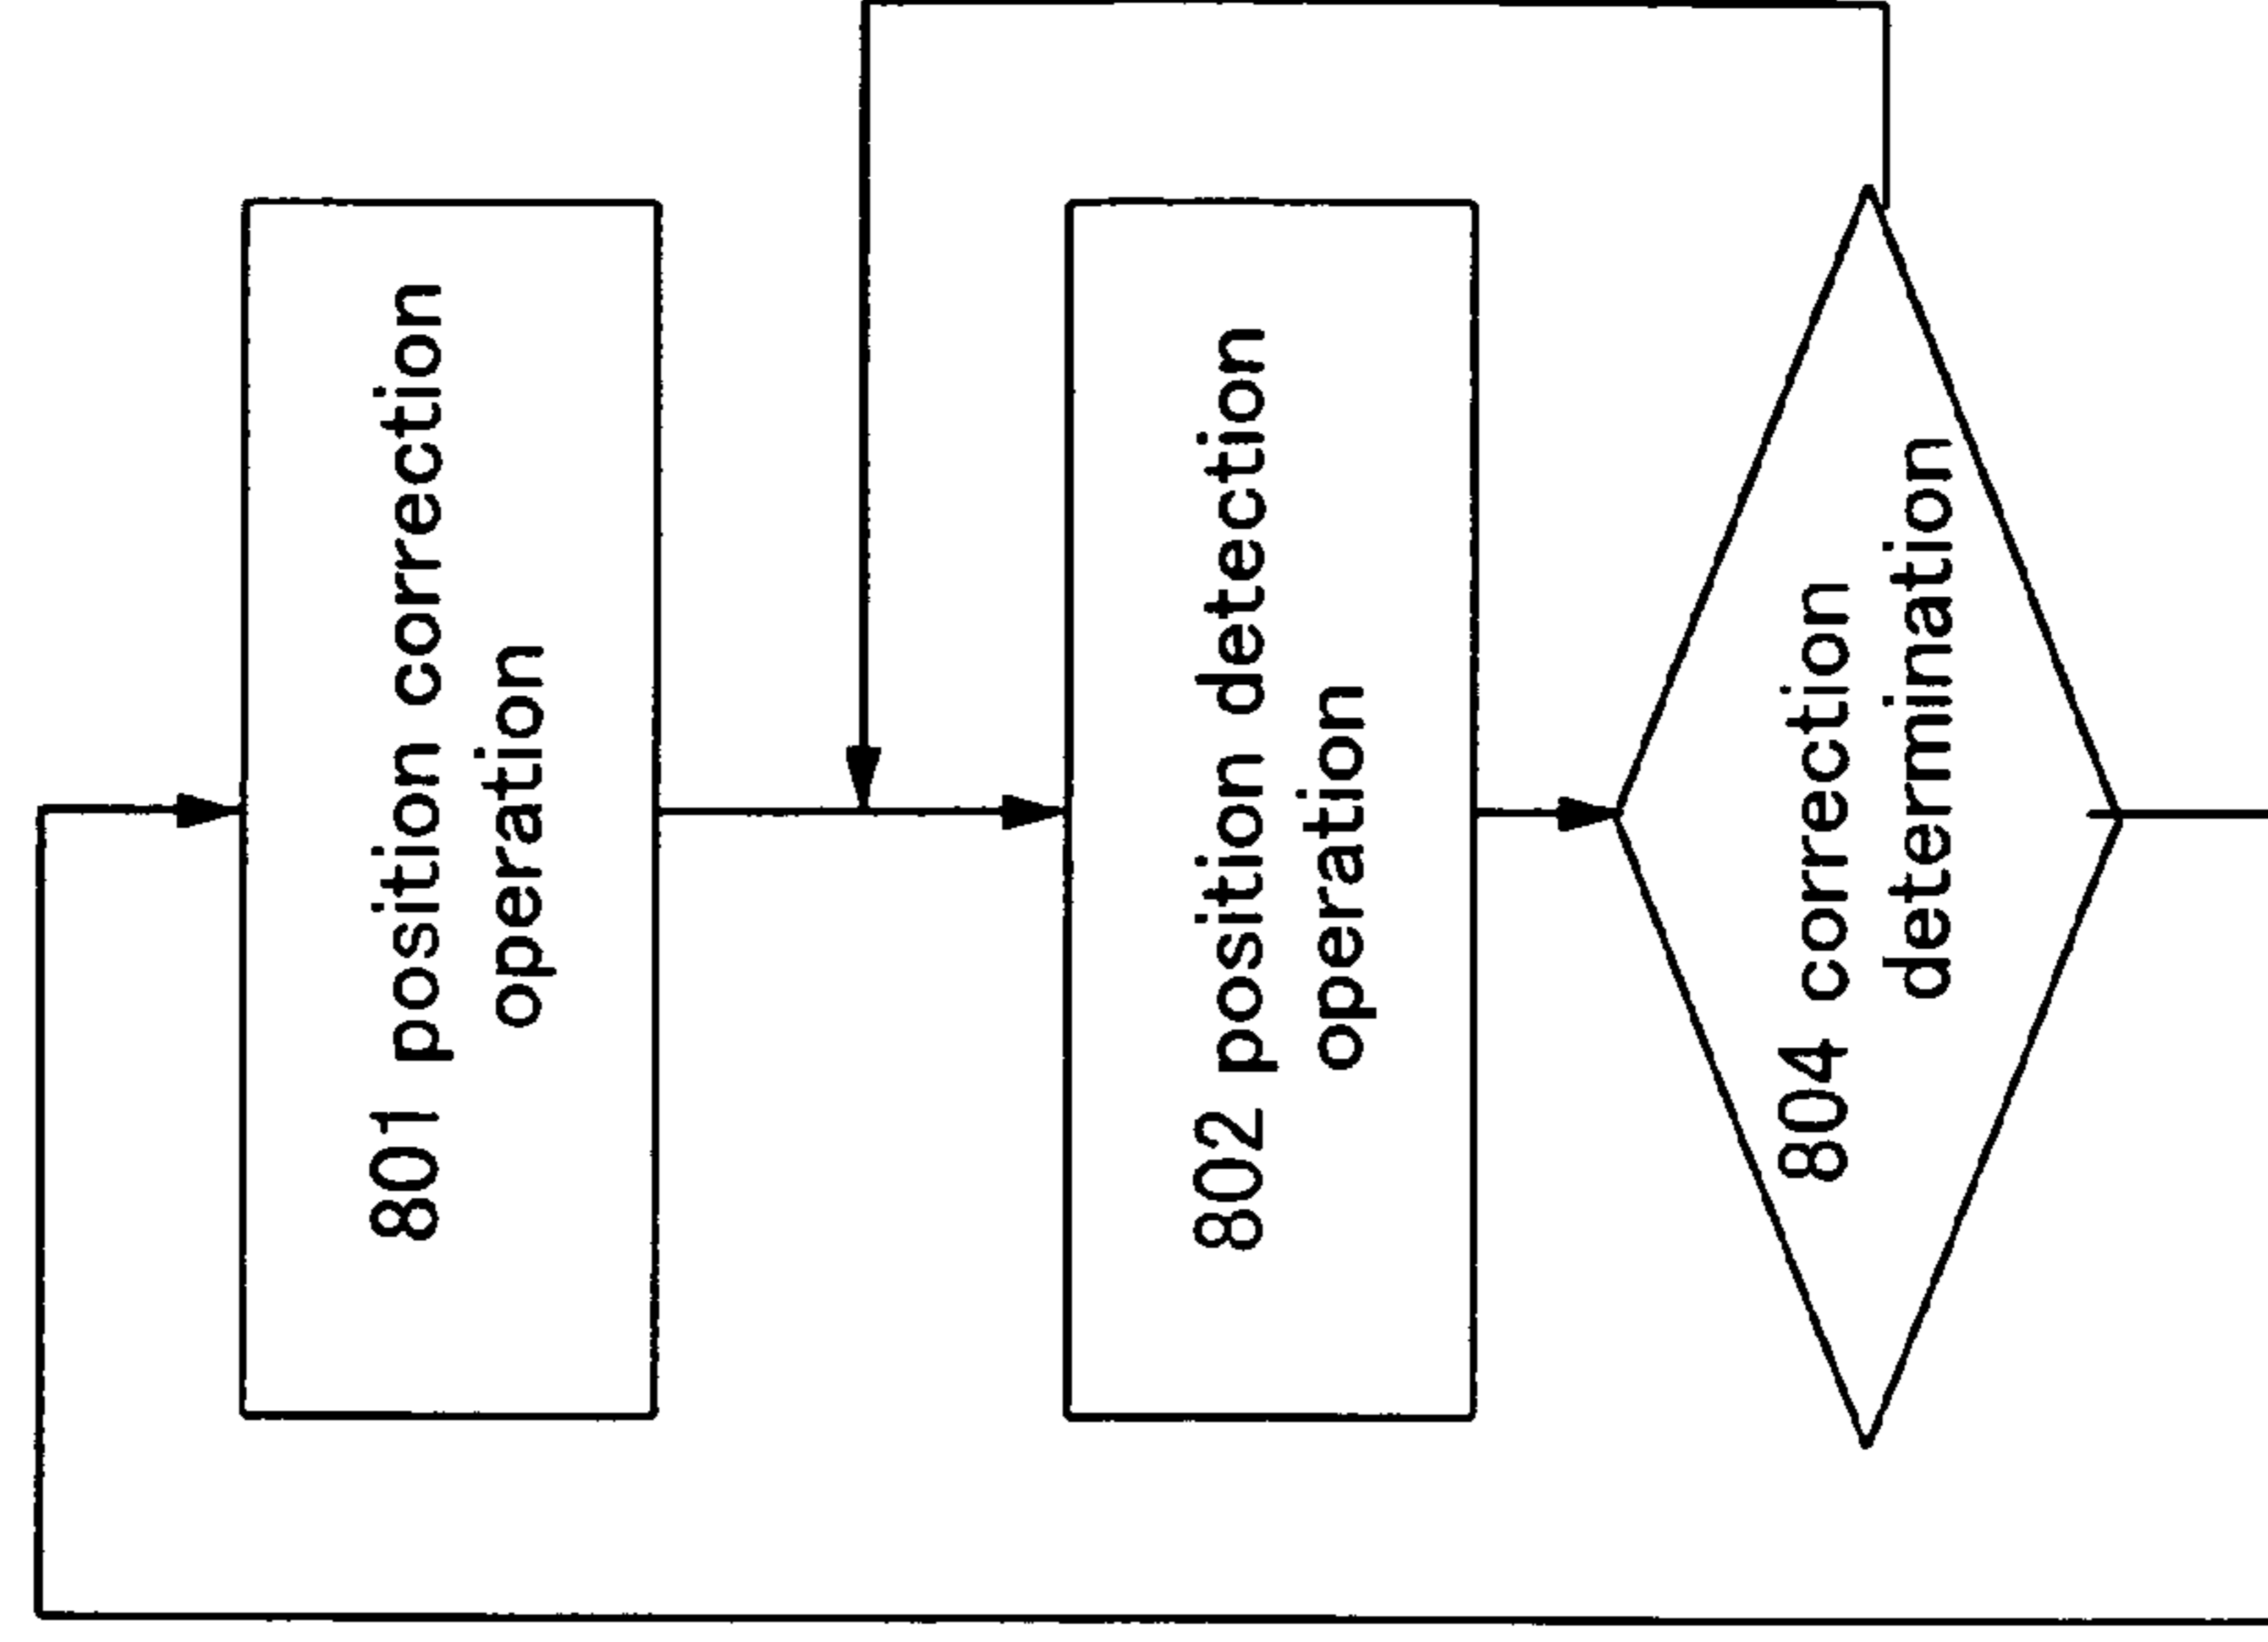 801 position correction
operation
802 position detection
operation
804 correction
determination